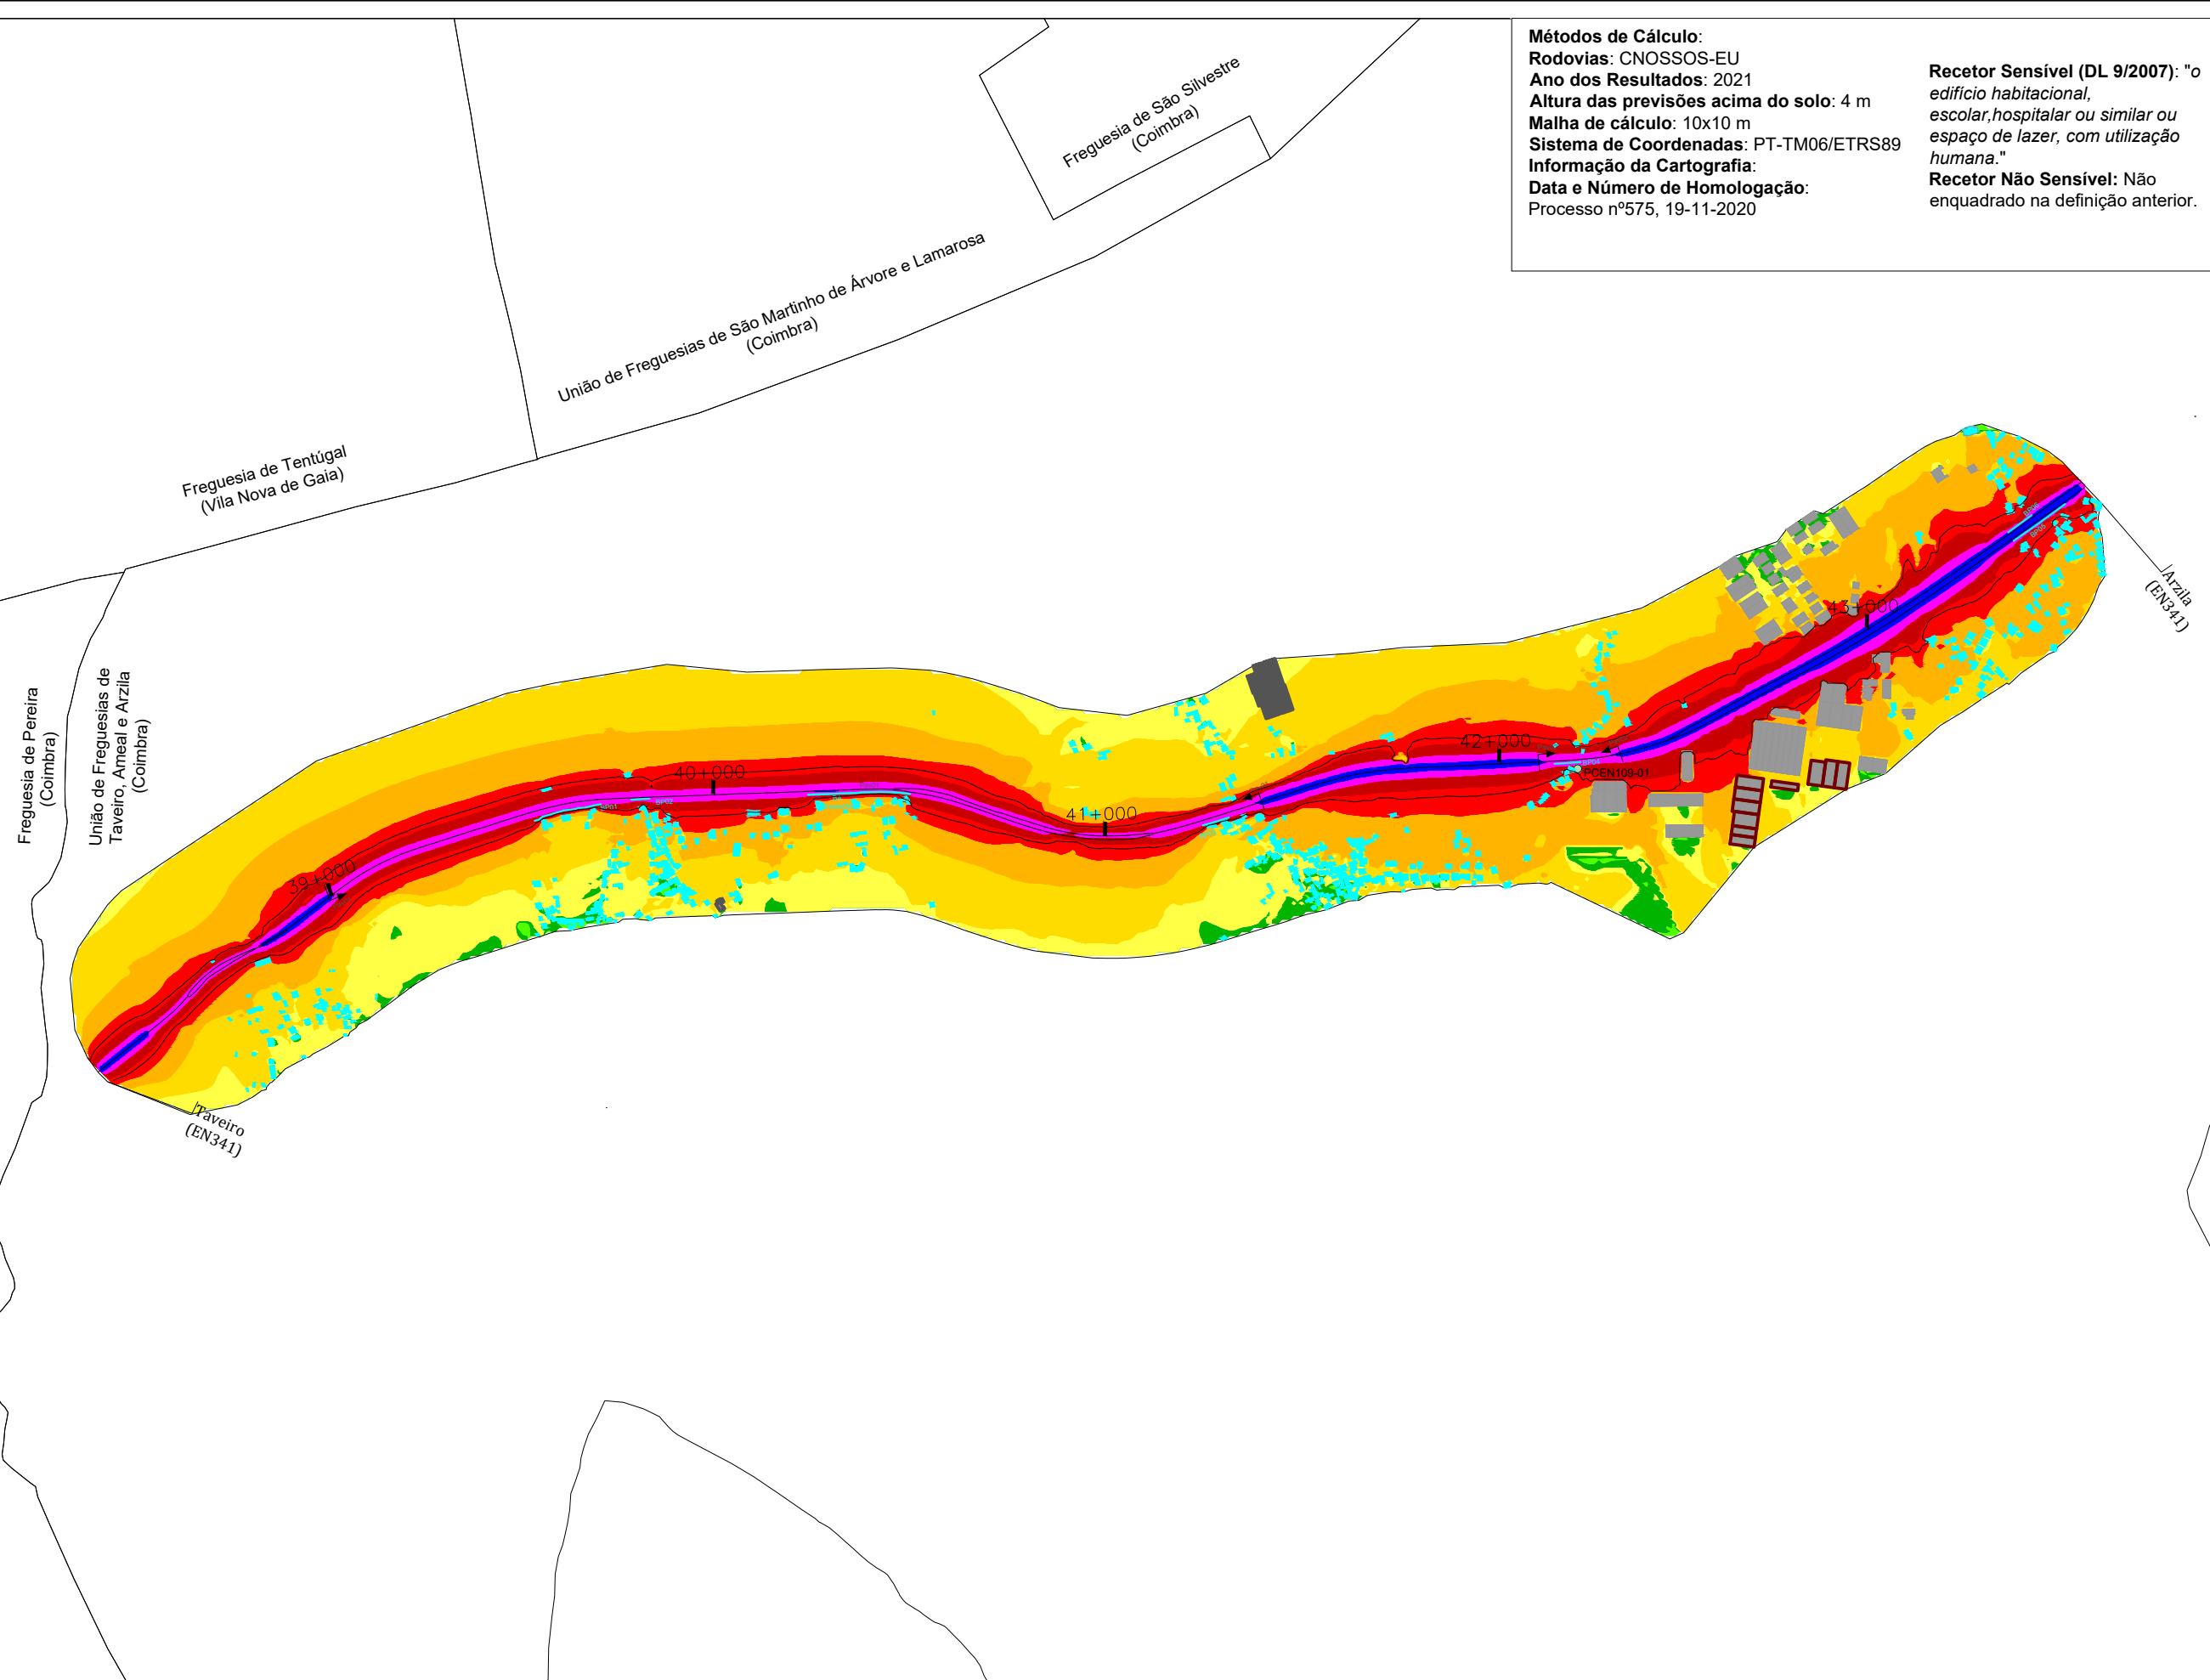 Métodos de Cálculo:
Rodovias: CNOSSOS-EU
Ano dos Resultados: 2021
Altura das previsões acima do solo: 4 m
Malha de cálculo: 10x10 m
Sistema de Coordenadas: PT-TM06/ETRS89
Informação da Cartografia:
Data e Número de Homologação:
Processo nº575, 19-11-2020
Recetor Sensível (DL 9/2007): "o
edifício habitacional,
escolar,hospitalar ou similar ou
espaço de lazer, com utilização
humana."
Recetor Não Sensível: Não
enquadrado na definição anterior.
Freguesia de São Silvestre
(Coimbra)
União de Freguesias de São Martinho de Árvore e Lamarosa
(Coimbra)
Freguesia de Tentúgal
(Vila Nova de Gaia)
Freguesia de Pereira
(Coimbra)
União de Freguesias de
Taveiro, Ameal e Arzila
(Coimbra)
39+000
40+000
41+000
42+000
43+000
BP01
BP02
PCEN109-01
Arzila
(EN341)
Taveiro
(EN341)